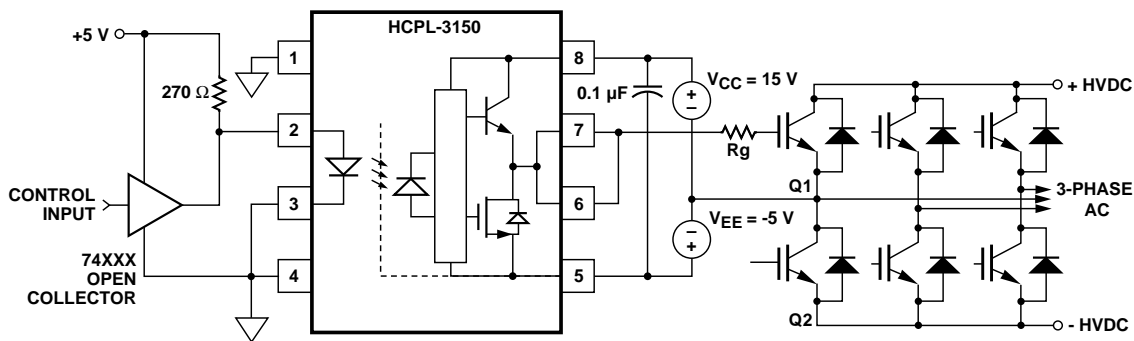 HCPL-3150
+5 V
270 Ω
CONTROL
INPUT
74XXX
OPEN
COLLECTOR
1
2
3
4
8
7
6
5
0.1 µF
VCC = 15 V
+
−
Rg
VEE = -5 V
−
+
Q1
Q2
+ HVDC
3-PHASE
AC
- HVDC